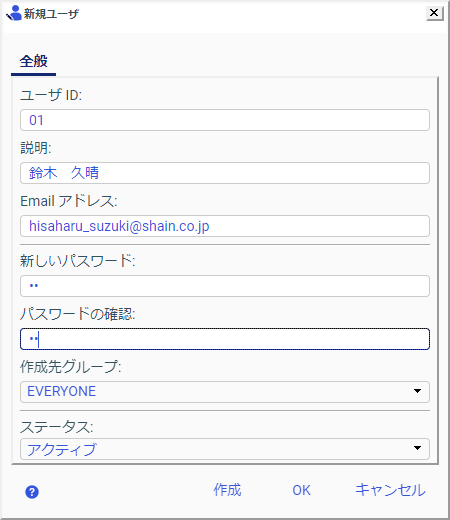 新規ユーザ
全般
ユーザ ID:
01
説明:
鈴木　久晴
Email アドレス:
hisaharu_suzuki@shain.co.jp
新しいパスワード:
••
パスワードの確認:
••
作成先グループ:
EVERYONE
ステータス:
アクティブ
? 作成 OK キャンセル